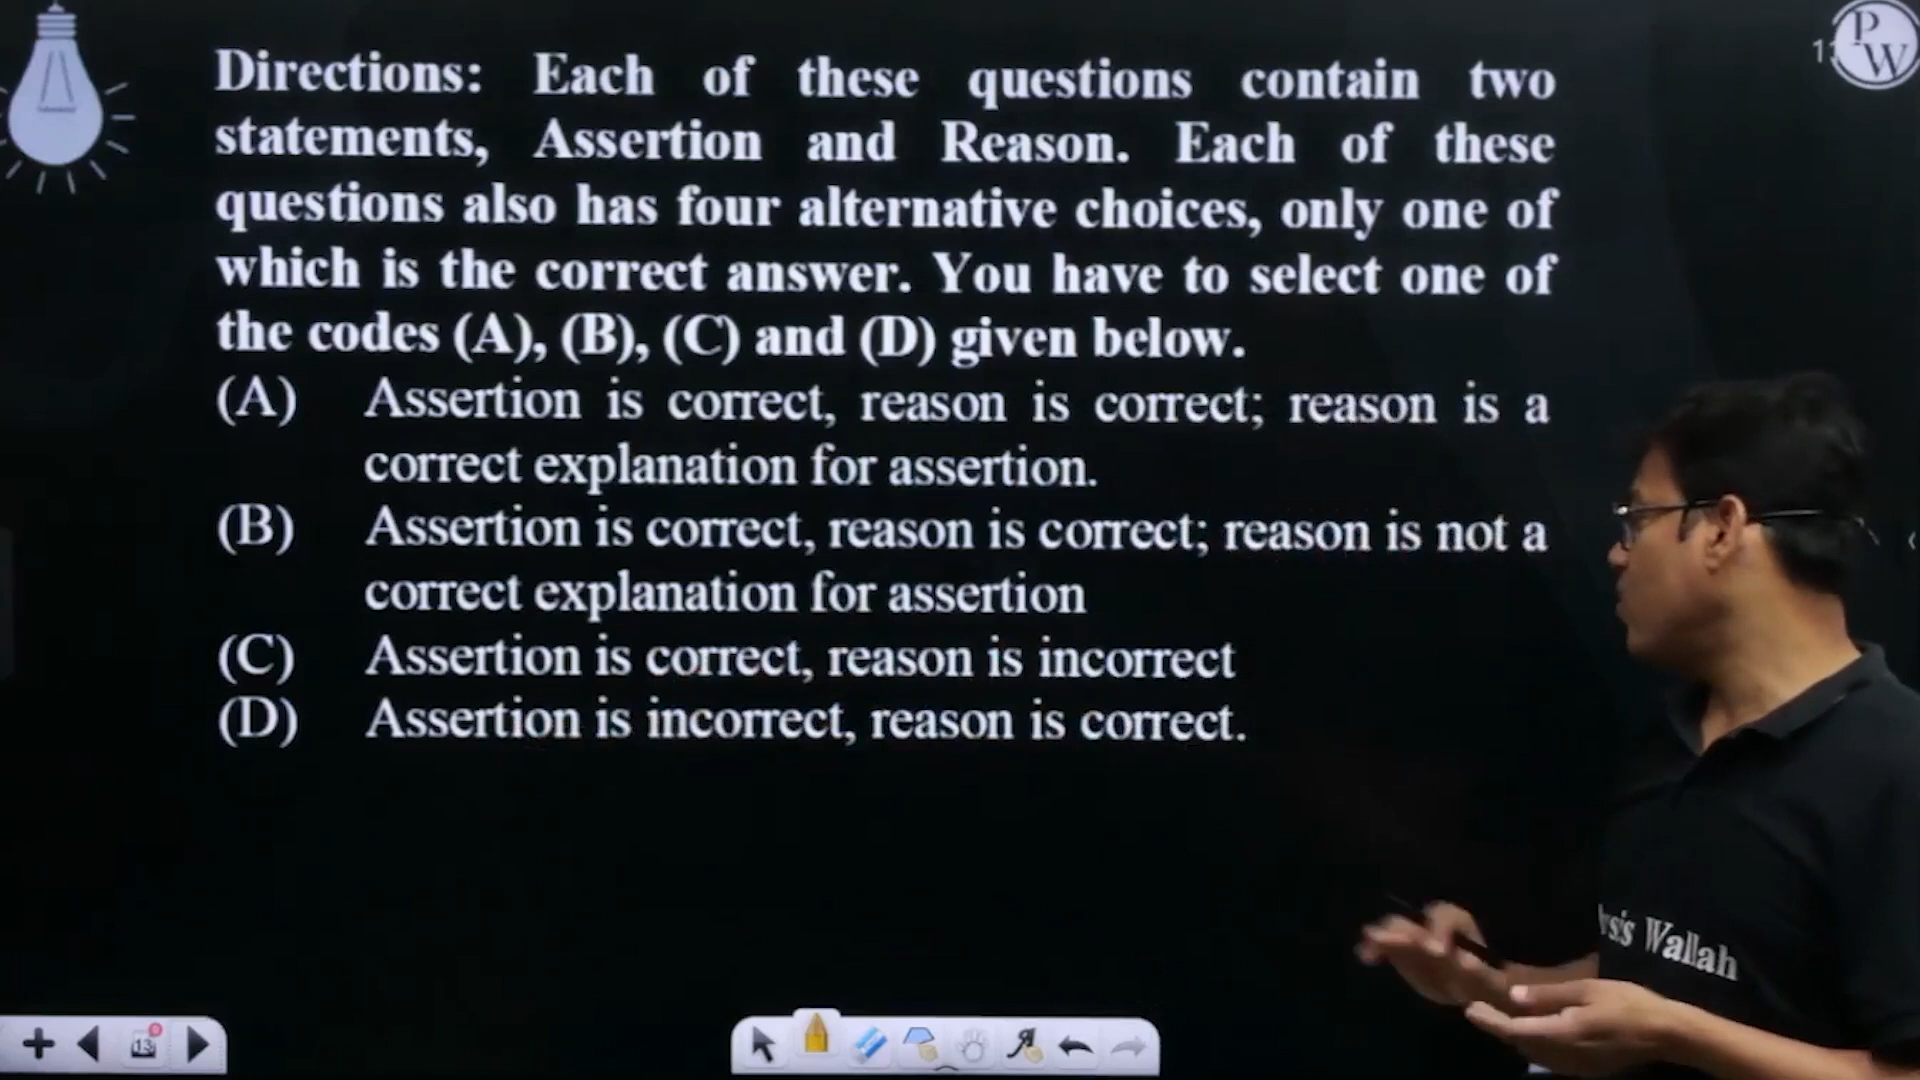 Directions: Each of these questions contain two
statements, Assertion and Reason. Each of these
questions also has four alternative choices, only one of
which is the correct answer. You have to select one of
the codes (A), (B), (C) and (D) given below.
(A) Assertion is correct, reason is correct; reason is a
correct explanation for assertion.
(B) Assertion is correct, reason is correct; reason is not a
correct explanation for assertion
(C) Assertion is correct, reason is incorrect
(D) Assertion is incorrect, reason is correct.
PW
Wallah
13